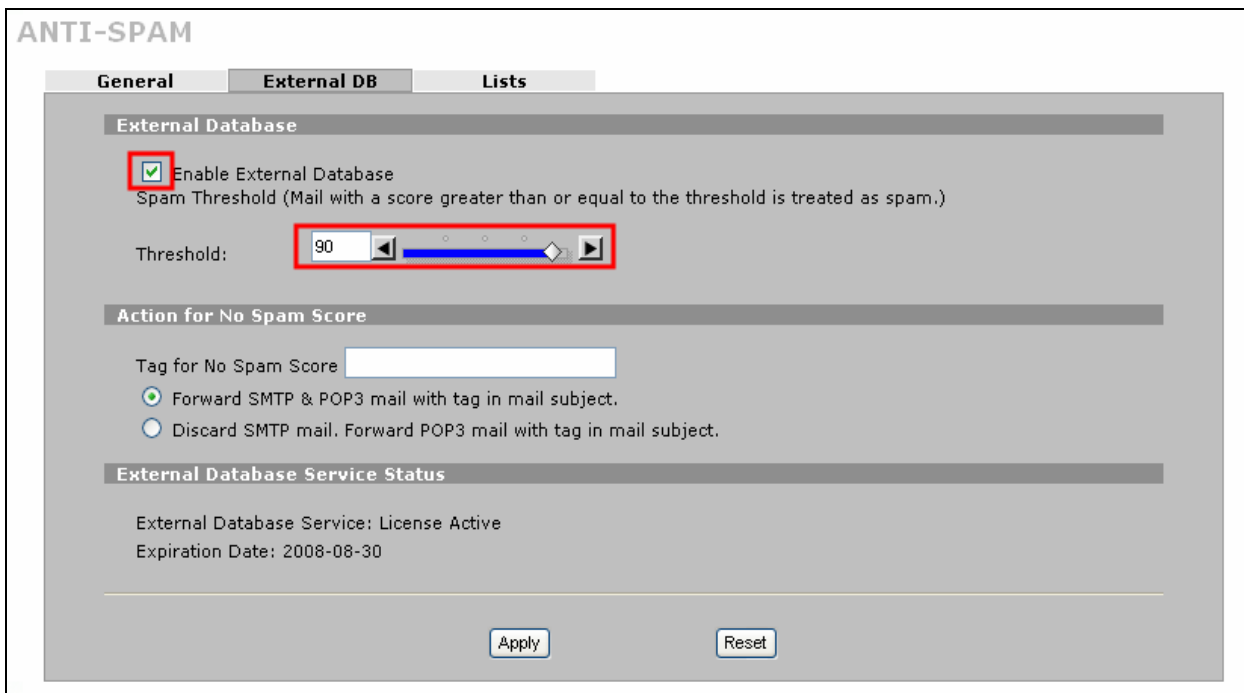 ANTI-SPAM
General External DB Lists
External Database
Enable External Database
Spam Threshold (Mail with a score greater than or equal to the threshold is treated as spam.)
Threshold: 90
Action for No Spam Score
Tag for No Spam Score
Forward SMTP & POP3 mail with tag in mail subject.
Discard SMTP mail. Forward POP3 mail with tag in mail subject.
External Database Service Status
External Database Service: License Active
Expiration Date: 2008-08-30
Apply Reset